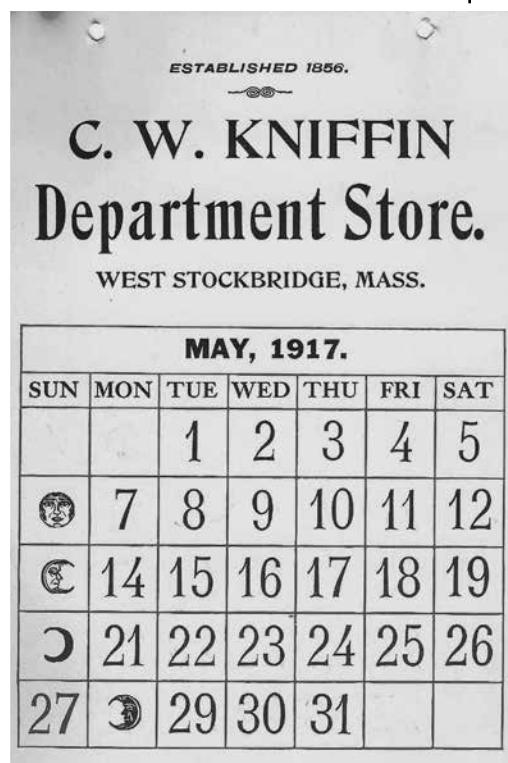 ESTABLISHED 1856.
C. W. KNIFFIN
Department Store.
WEST STOCKBRIDGE, MASS.
MAY, 1917.
SUN MON TUE WED THU FRI SAT
1 2 3 4 5
7 8 9 10 11 12
14 15 16 17 18 19
21 22 23 24 25 26
27 29 30 31